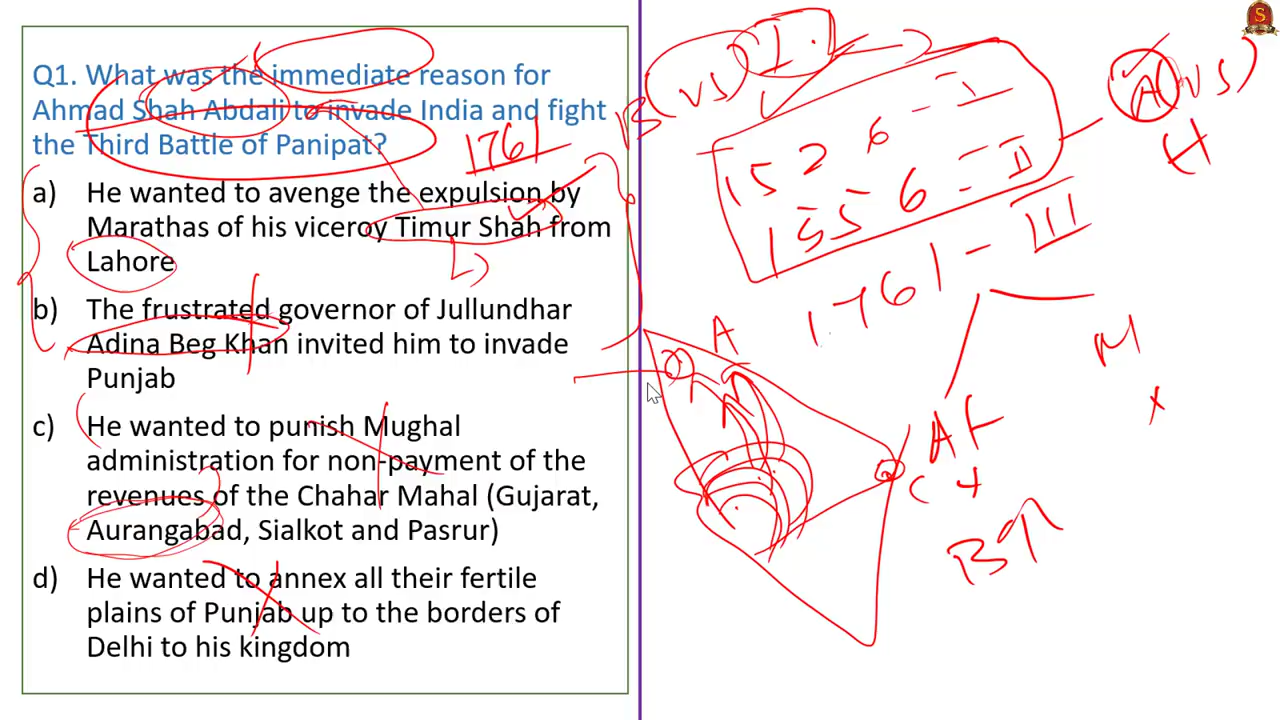 Q1. What was the immediate reason for
Ahmad Shah Abdali to invade India and fight
the Third Battle of Panipat?
1761
a) He wanted to avenge the expulsion by
Marathas of his viceroy Timur Shah from
Lahore
b) The frustrated governor of Jullundhar
Adina Beg Khan invited him to invade
Punjab
c) He wanted to punish Mughal
administration for non-payment of the
revenues of the Chahar Mahal (Gujarat,
Aurangabad, Sialkot and Pasrur)
d) He wanted to annex all their fertile
plains of Punjab up to the borders of
Delhi to his kingdom
B (VS) I
1526 - I
1556 = II
1761 - III
A (VS)
H
M
A
S